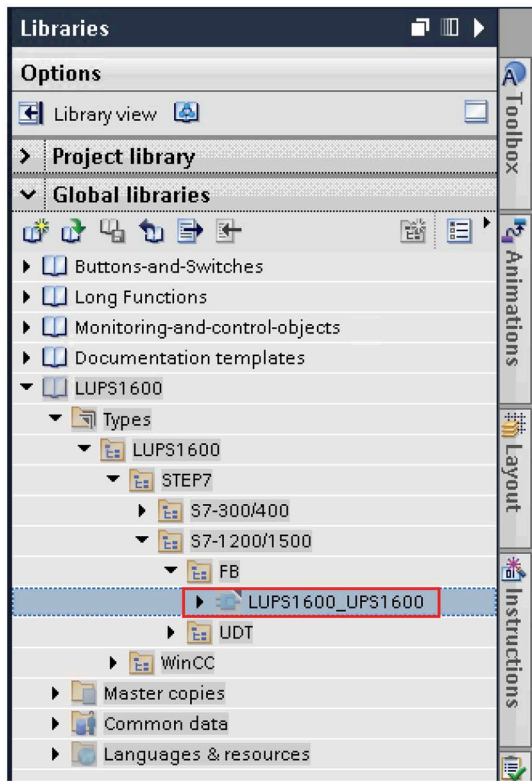 Libraries
Options
Library view
Project library
Global libraries
Buttons-and-Switches
Long Functions
Monitoring-and-control-objects
Documentation templates
LUPS1600
Types
LUPS1600
STEP7
S7-300/400
S7-1200/1500
FB
LUPS1600_UPS1600
UDT
WinCC
Master copies
Common data
Languages & resources
Toolbox
Animations
Layout
Instructions